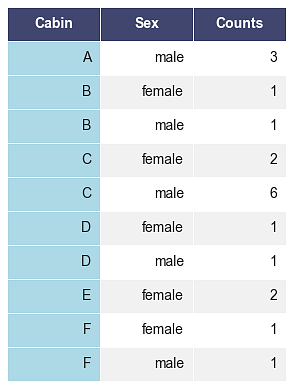 Cabin Sex Counts
A male 3
B female 1
B male 1
C female 2
C male 6
D female 1
D male 1
E female 2
F female 1
F male 1